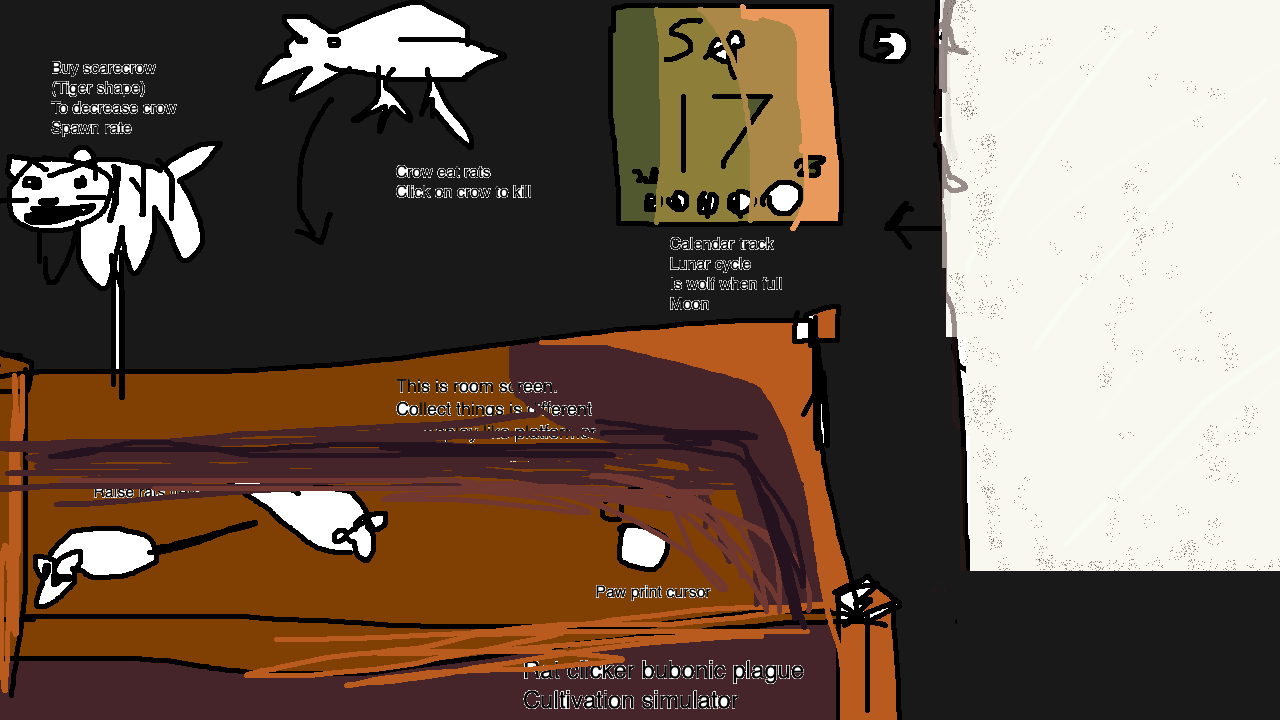 Buy scarecrow
(Tiger shape)
To decrease crow
Spawn rate
Crow eat rats
Click on crow to kill
Sep
17
5
Calendar track
Lunar cycle
Is wolf when full
Moon
This is room screen.
Collect things is different
like platformer
Raise rats
Paw print cursor
Rat clicker bubonic plague
Cultivation simulator